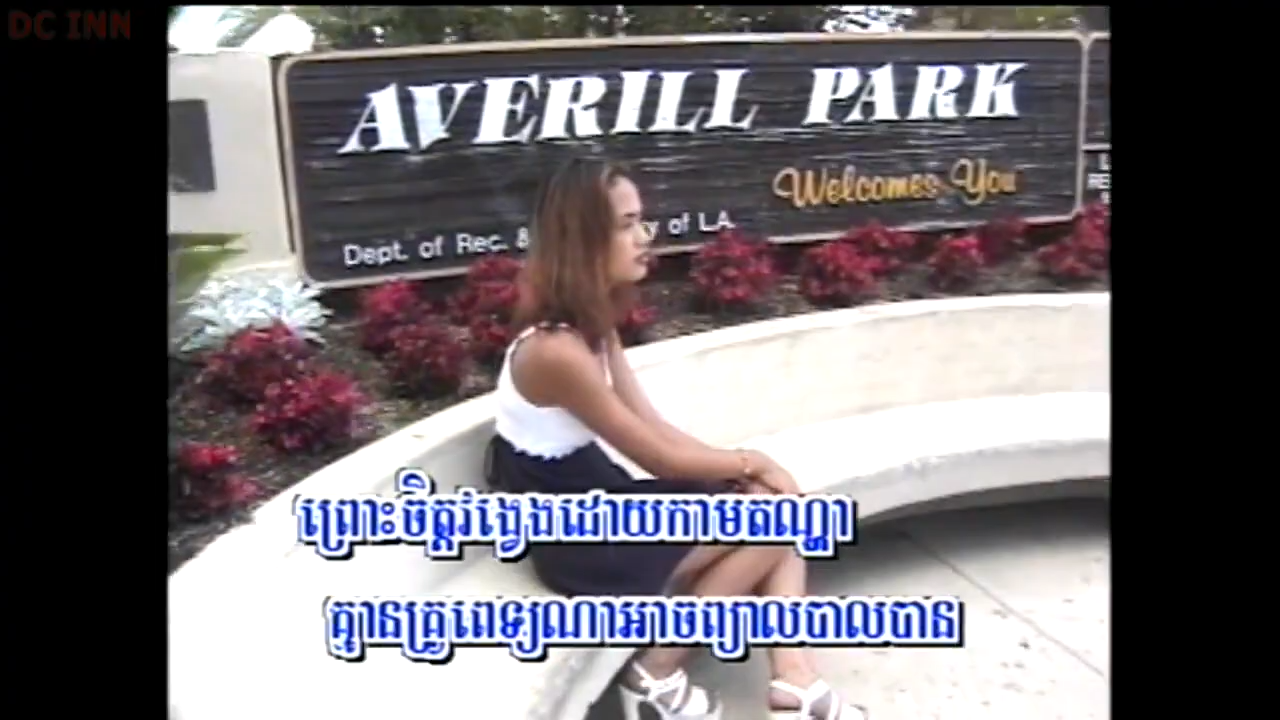 DC INN
AVERILL PARK
Welcomes You
Dept. of Rec. & y of L.A.
L
RE
ព្រោះចិត្តវង្វេងដោយកាមតណ្ហា
គ្មានគ្រូពេទ្យណាអាចព្យាលបាលបាន